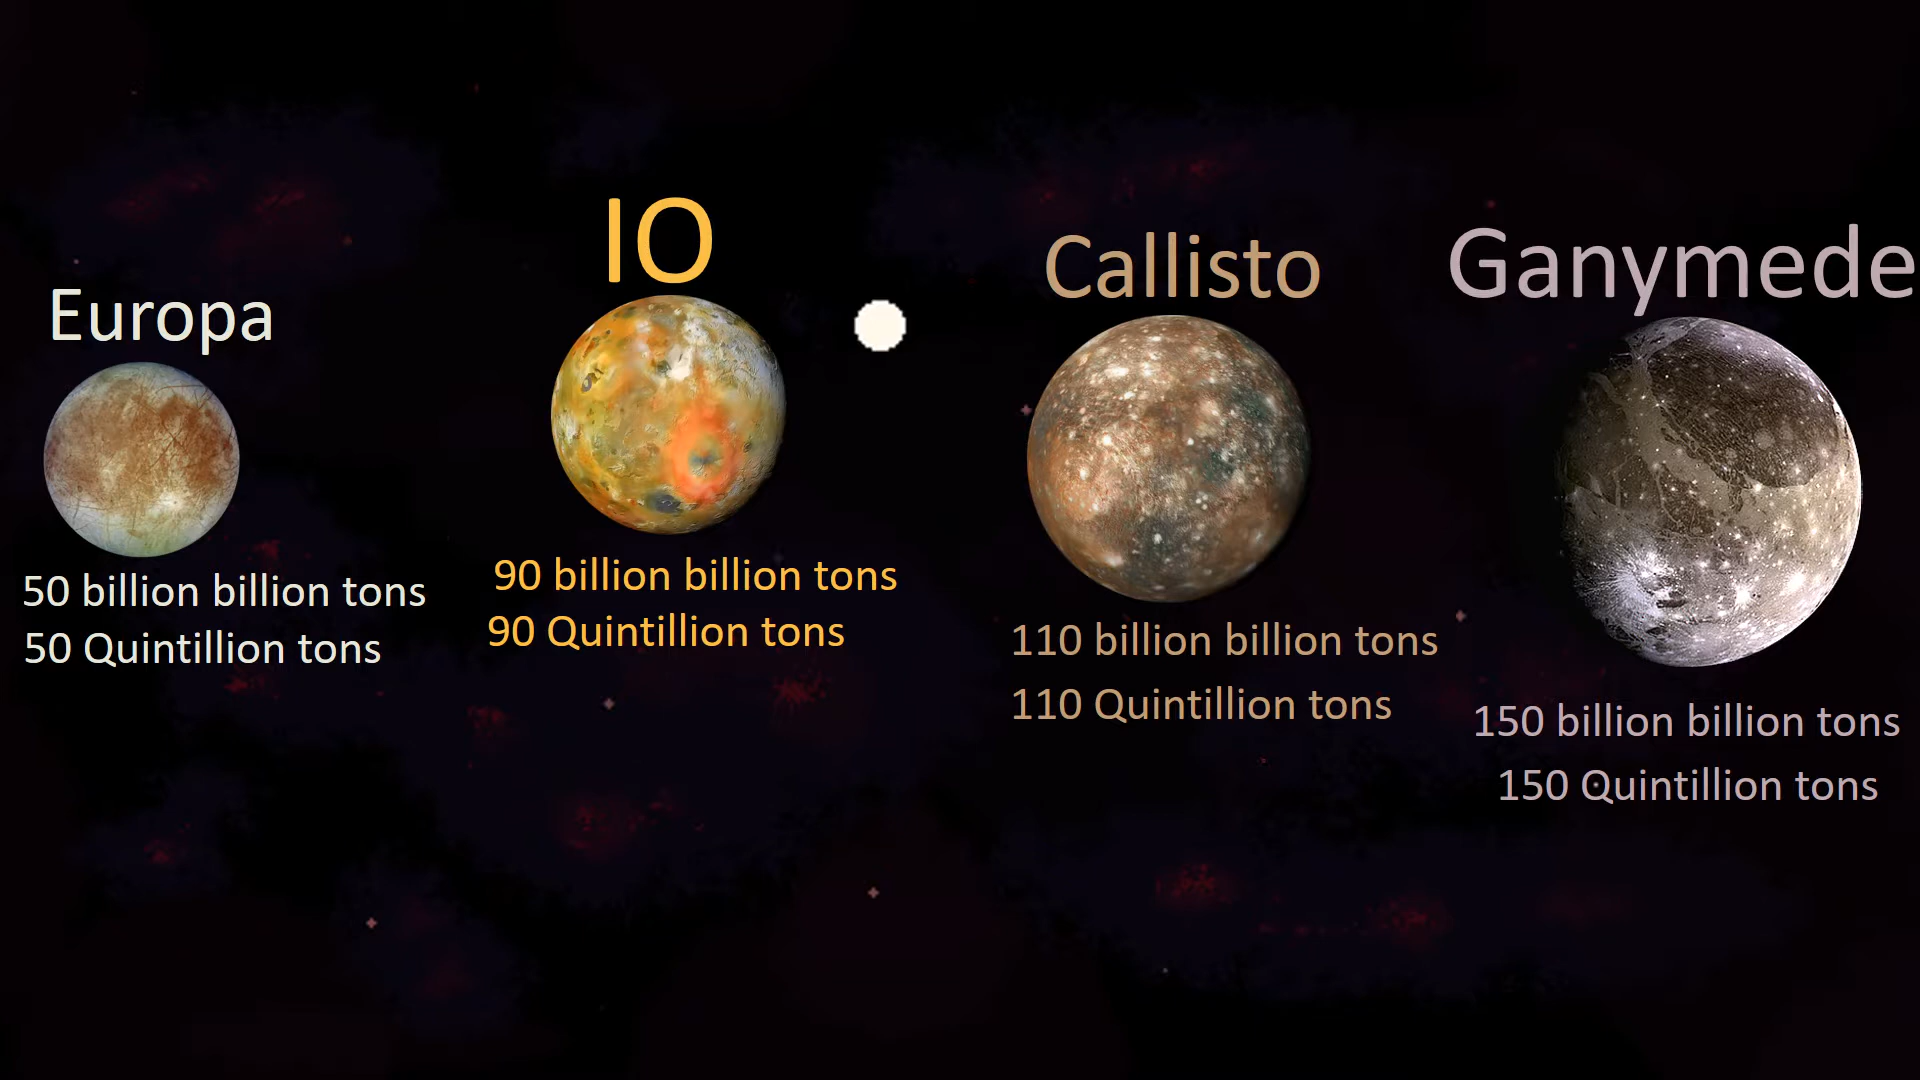 Europa
50 billion billion tons
50 Quintillion tons
IO
90 billion billion tons
90 Quintillion tons
Callisto
110 billion billion tons
110 Quintillion tons
Ganymede
150 billion billion tons
150 Quintillion tons